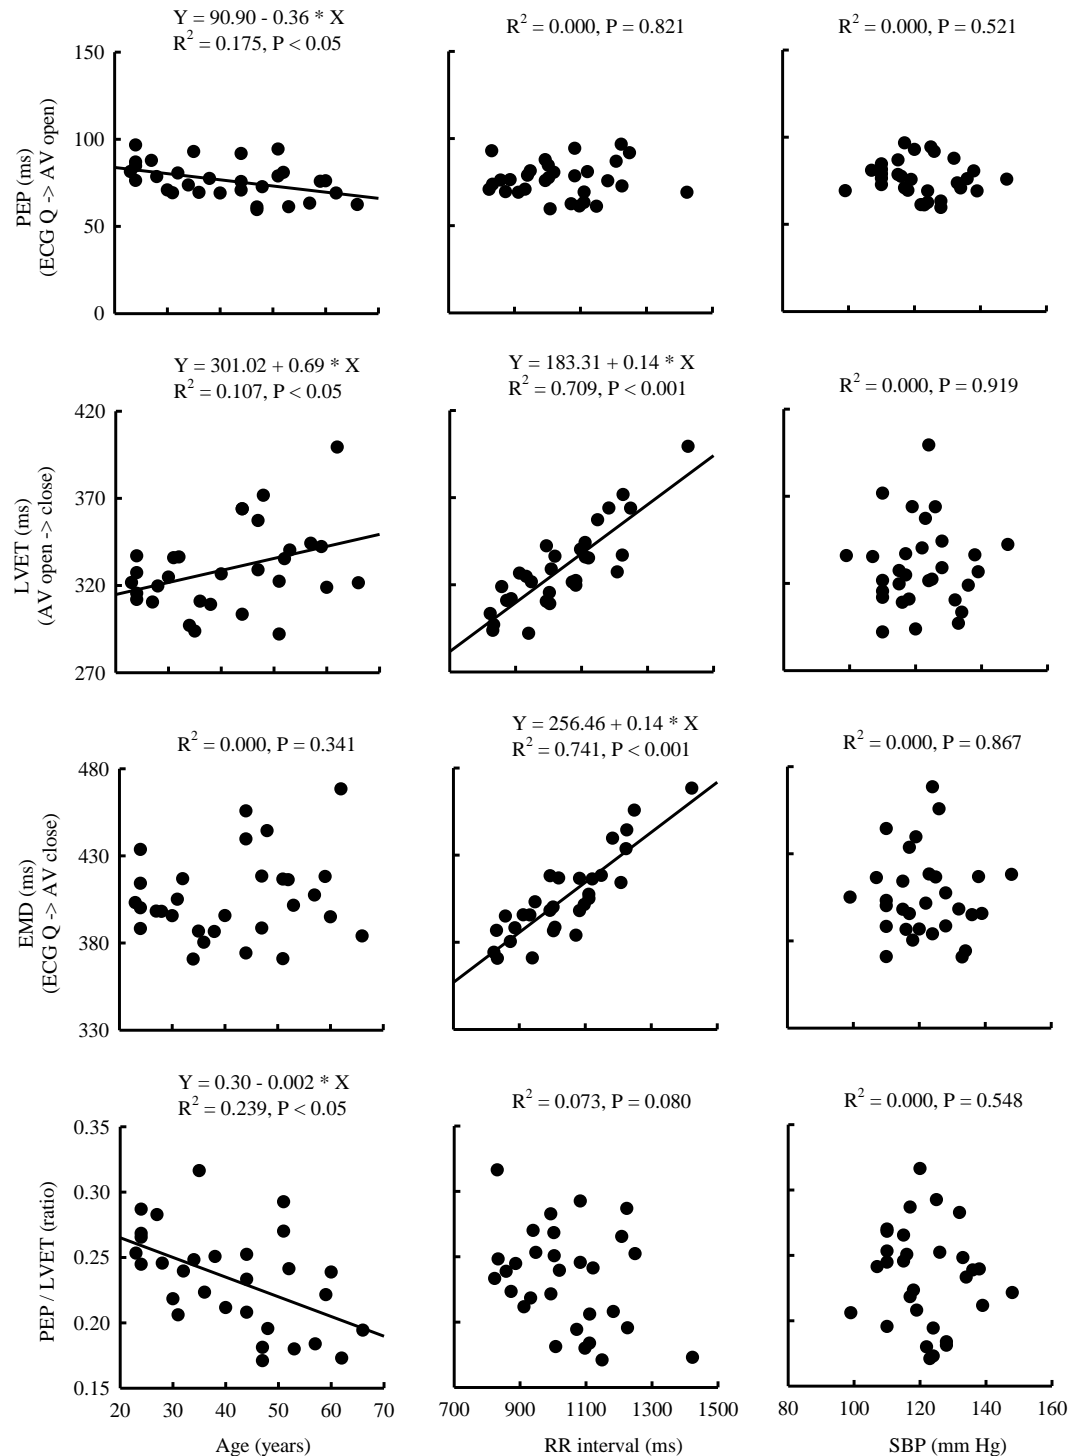 Y = 90.90 - 0.36 * X
R² = 0.175, P < 0.05
R² = 0.000, P = 0.821
R² = 0.000, P = 0.521
PEP (ms)
(ECG Q -> AV open)
150
100
50
0
Y = 301.02 + 0.69 * X
R² = 0.107, P < 0.05
Y = 183.31 + 0.14 * X
R² = 0.709, P < 0.001
R² = 0.000, P = 0.919
LVET (ms)
(AV open -> close)
420
370
320
270
R² = 0.000, P = 0.341
Y = 256.46 + 0.14 * X
R² = 0.741, P < 0.001
R² = 0.000, P = 0.867
EMD (ms)
(ECG Q -> AV close)
480
430
380
330
Y = 0.30 - 0.002 * X
R² = 0.239, P < 0.05
R² = 0.073, P = 0.080
R² = 0.000, P = 0.548
PEP / LVET (ratio)
0.35
0.30
0.25
0.20
0.15
20 30 40 50 60 70
700 900 1100 1300 1500
80 100 120 140 160
Age (years)
RR interval (ms)
SBP (mm Hg)